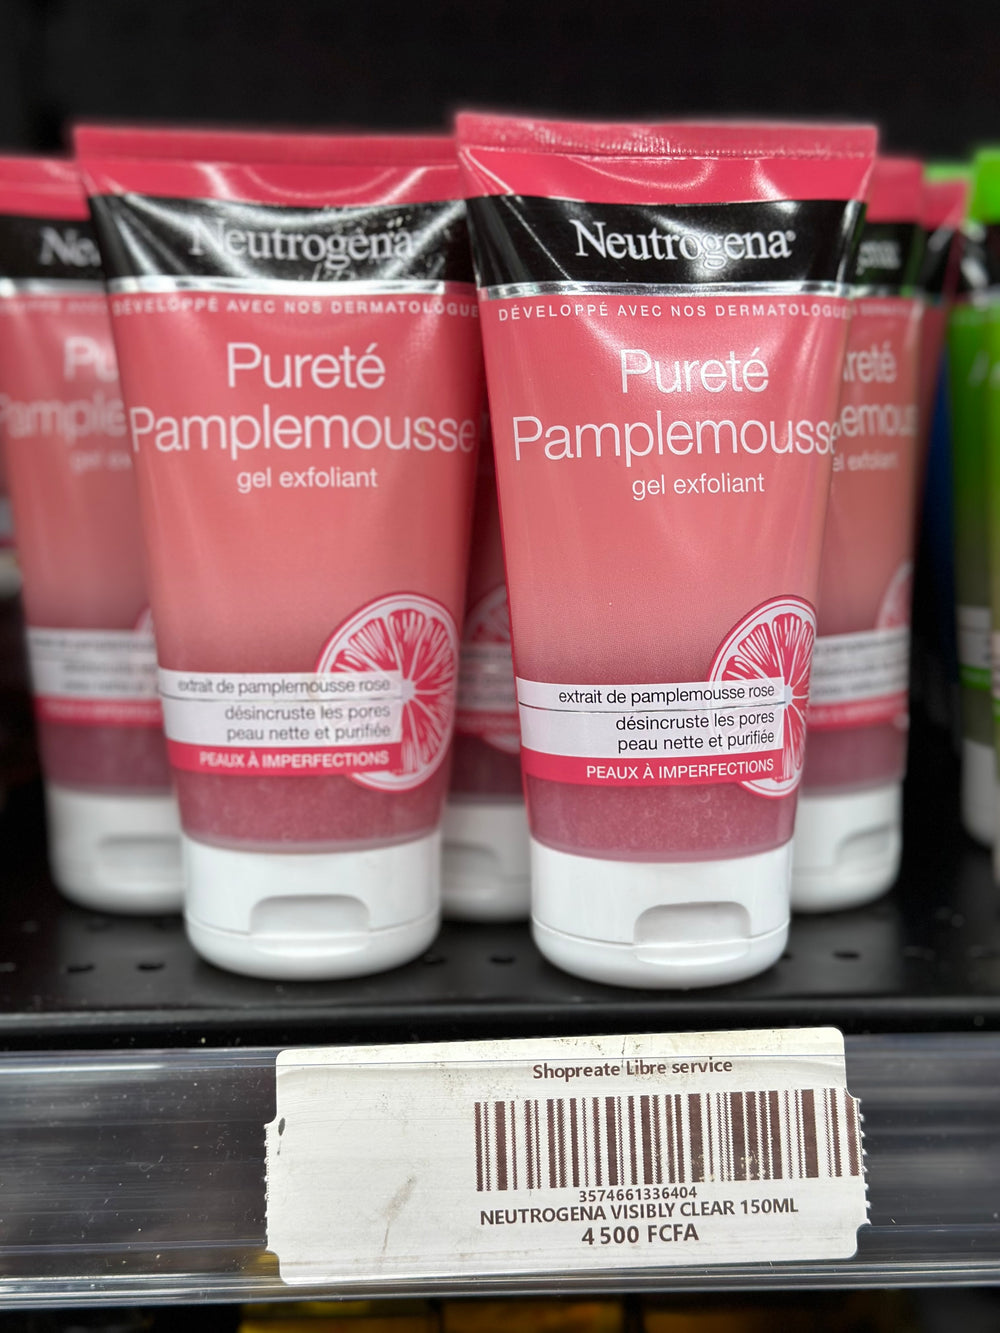 Neutrogena
DÉVELOPPÉ AVEC NOS DERMATOLOGUE
Pureté
Pamplemousse
gel exfoliant
extrait de pamplemousse rose
désincruste les pores
peau nette et purifiée
PEAUX À IMPERFECTIONS
Neutrogena®
DÉVELOPPÉ AVEC NOS DERMATOLOGUE
Pureté
Pamplemousse
gel exfoliant
extrait de pamplemousse rose
désincruste les pores
peau nette et purifiée
PEAUX À IMPERFECTIONS
Shopreate Libre service
3574661336404
NEUTROGENA VISIBLY CLEAR 150ML
4 500 FCFA